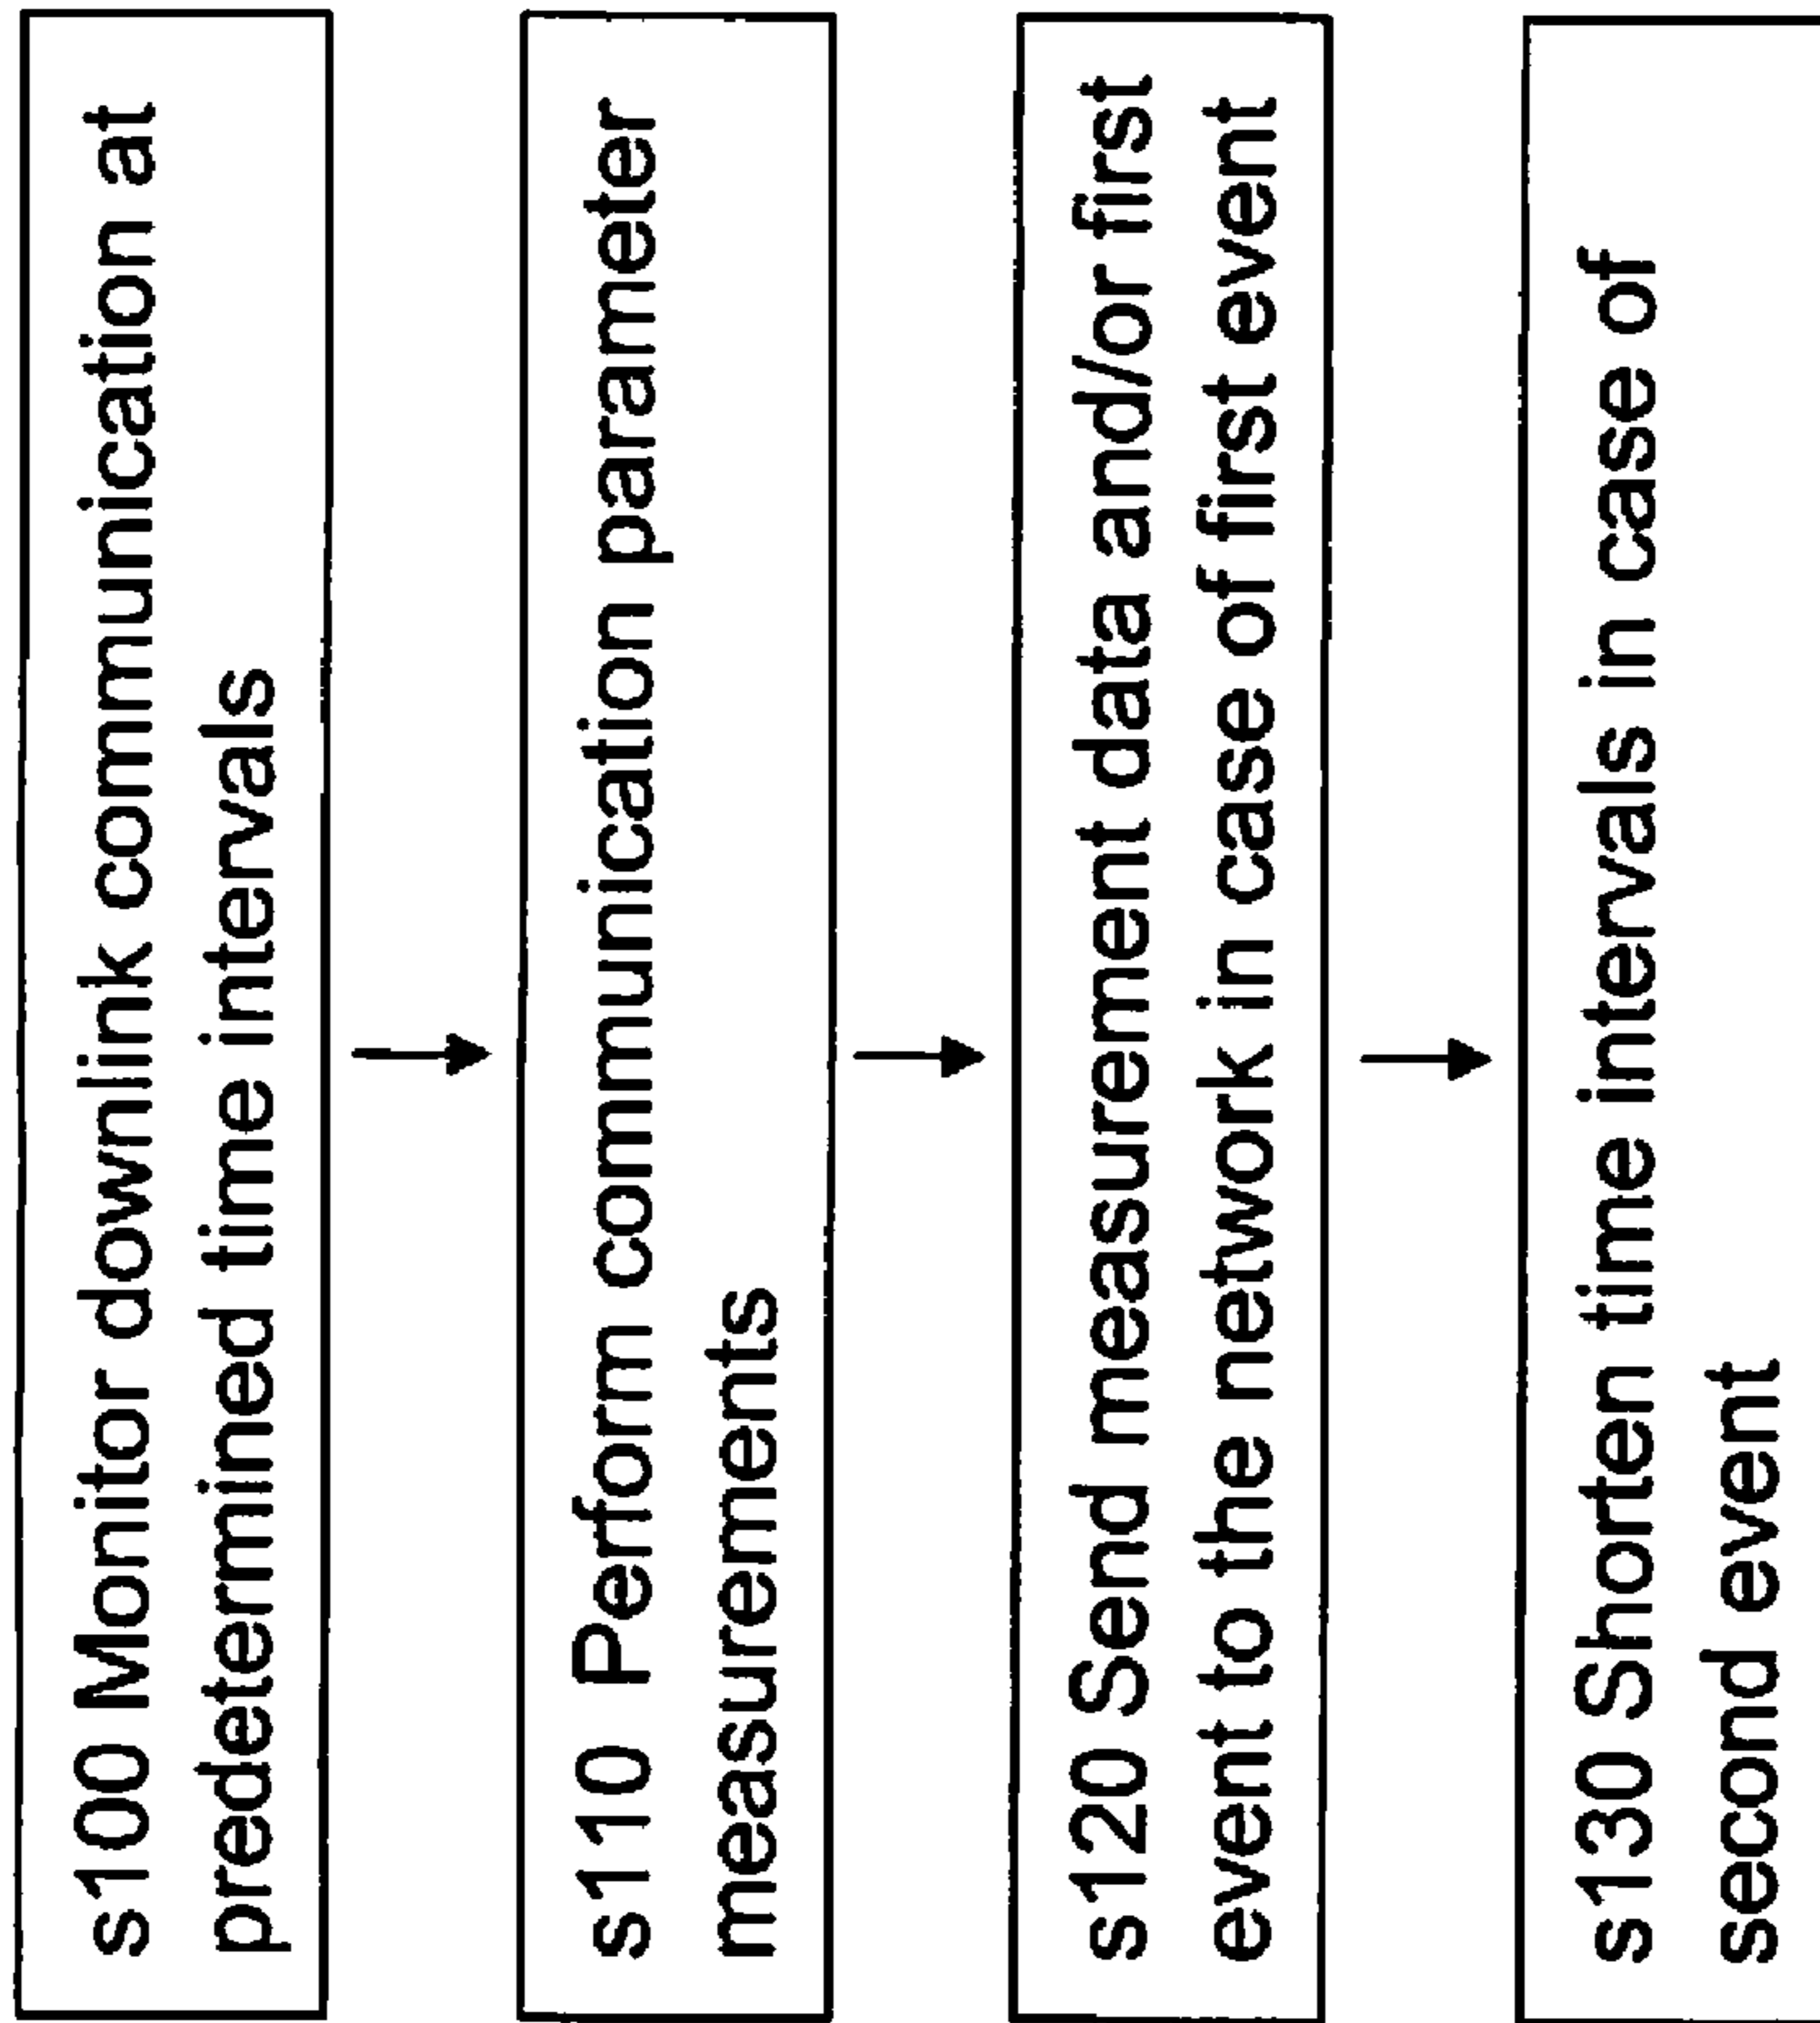 s100 Monitor downlink communication at
predetermined time intervals
s110 Perform communication parameter
measurements
s120 Send measurement data and/or first
event to the network in case of first event
s130 Shorten time intervals in case of
second event